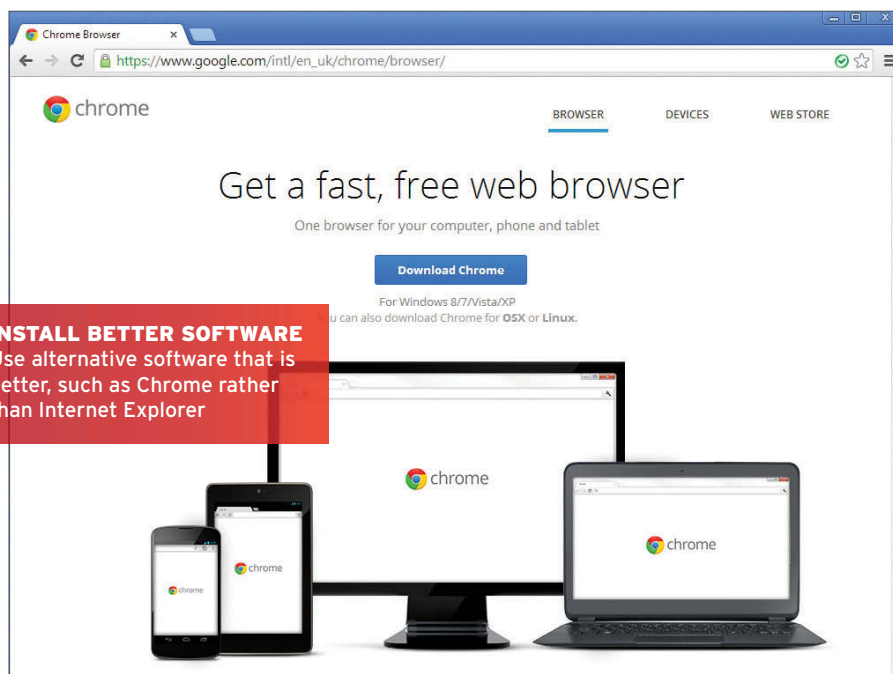 Chrome Browser
https://www.google.com/intl/en_uk/chrome/browser/
chrome
BROWSER DEVICES WEB STORE
Get a fast, free web browser
One browser for your computer, phone and tablet
Download Chrome
For Windows 8/7/Vista/XP
can also download Chrome for OSX or Linux.
NSTALL BETTER SOFTWARE
Use alternative software that is
etter, such as Chrome rather
han Internet Explorer
chrome
chrome
chrome
chrome